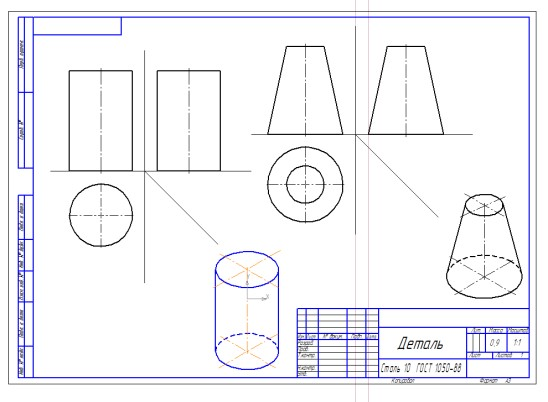 Перв. примен.
Справ. №
Подп. и дата
Взам. инв. №
Инв. № дубл.
Подп. и дата
Инв. № подл.
Изм. Лист № докум. Подп. Дата
Разраб.
Пров.
Т.контр.
Н.контр.
Утв.
Деталь
Лит. Масса Масштаб
0.9 1:1
Лист Листов 1
Сталь 10 ГОСТ 1050-88
Копировал Формат А3